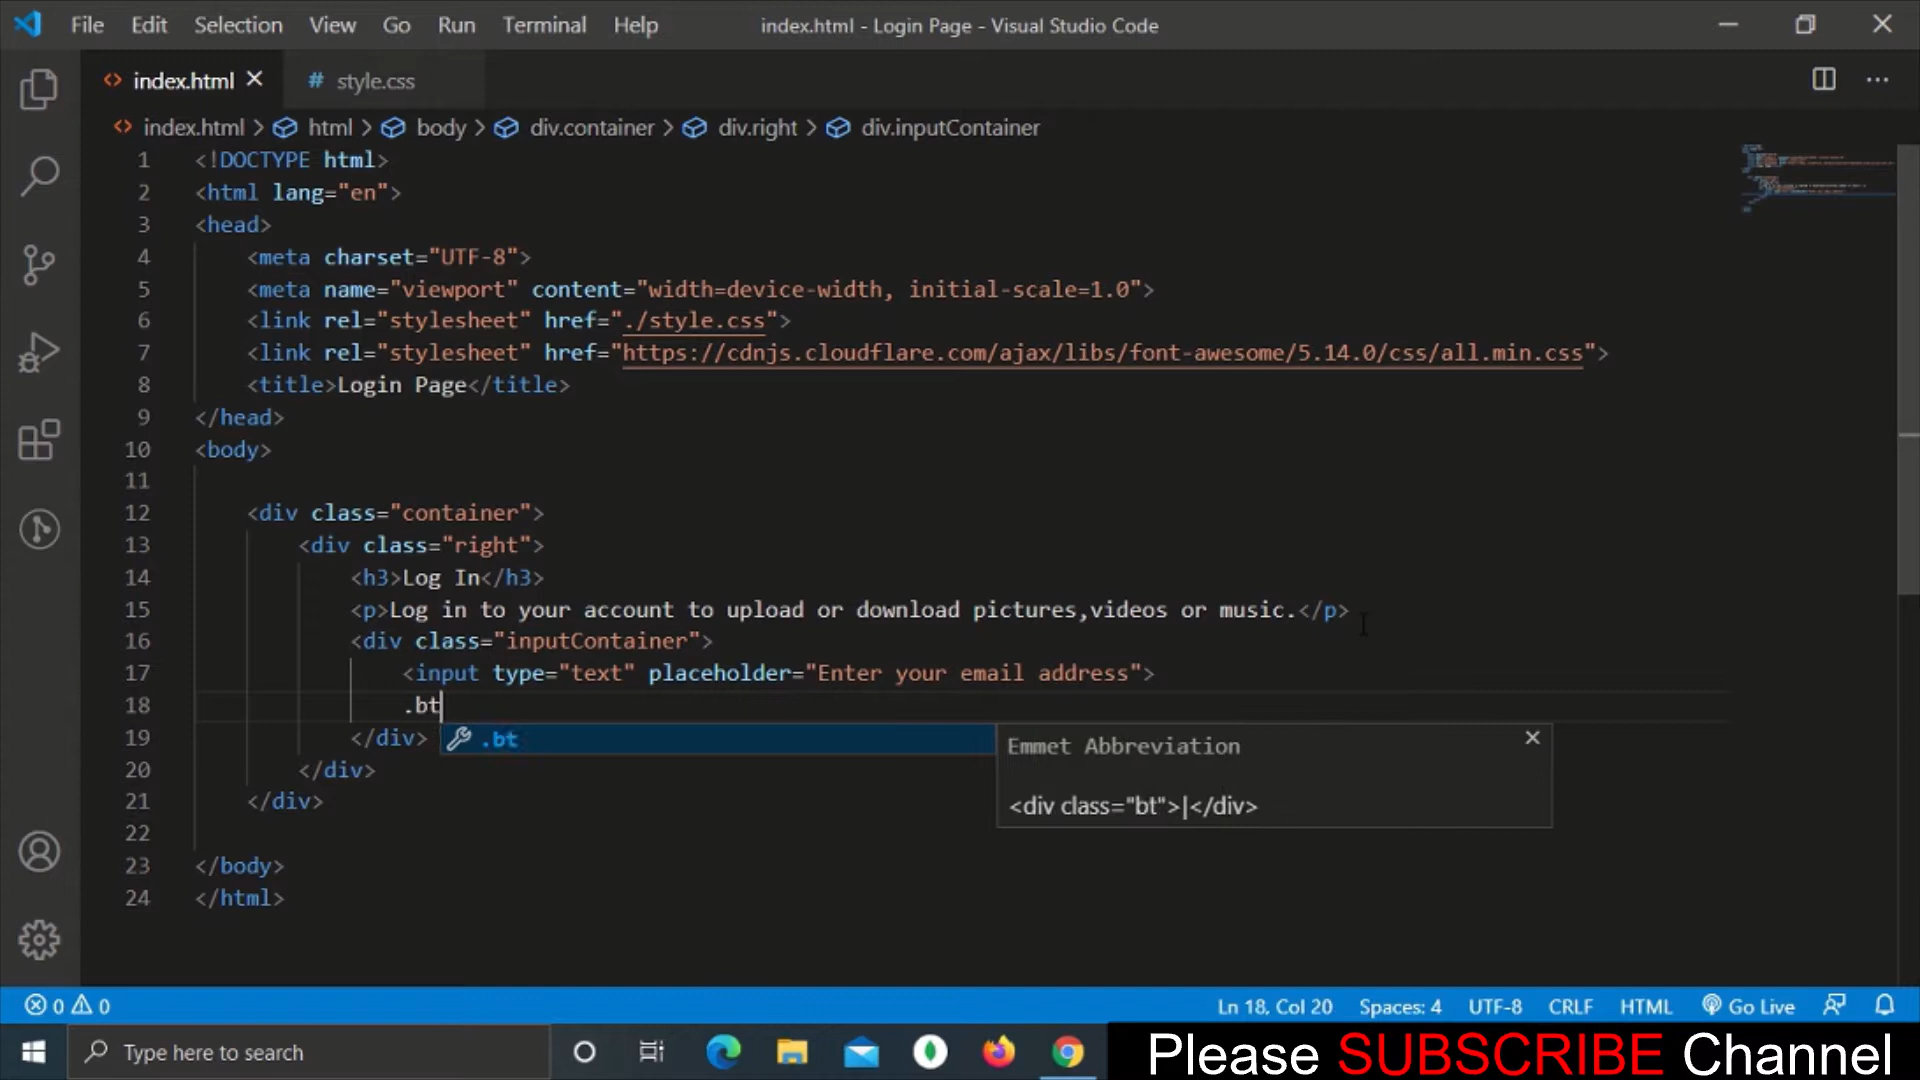 File Edit Selection View Go Run Terminal Help index.html - Login Page - Visual Studio Code
index.html # style.css
index.html > html > body > div.container > div.right > div.inputContainer
1 <!DOCTYPE html>
2 <html lang="en">
3 <head>
4 <meta charset="UTF-8">
5 <meta name="viewport" content="width=device-width, initial-scale=1.0">
6 <link rel="stylesheet" href="./style.css">
7 <link rel="stylesheet" href="https://cdnjs.cloudflare.com/ajax/libs/font-awesome/5.14.0/css/all.min.css">
8 <title>Login Page</title>
9 </head>
10 <body>
11
12 <div class="container">
13 <div class="right">
14 <h3>Log In</h3>
15 <p>Log in to your account to upload or download pictures,videos or music.</p>
16 <div class="inputContainer">
17 <input type="text" placeholder="Enter your email address">
18 .bt
19 </div> .bt
Emmet Abbreviation
20 </div>
21 </div>
<div class="bt">|</div>
22
23 </body>
24 </html>
0 0 Ln 18, Col 20 Spaces: 4 UTF-8 CRLF HTML Go Live
Type here to search
Please SUBSCRIBE Channel